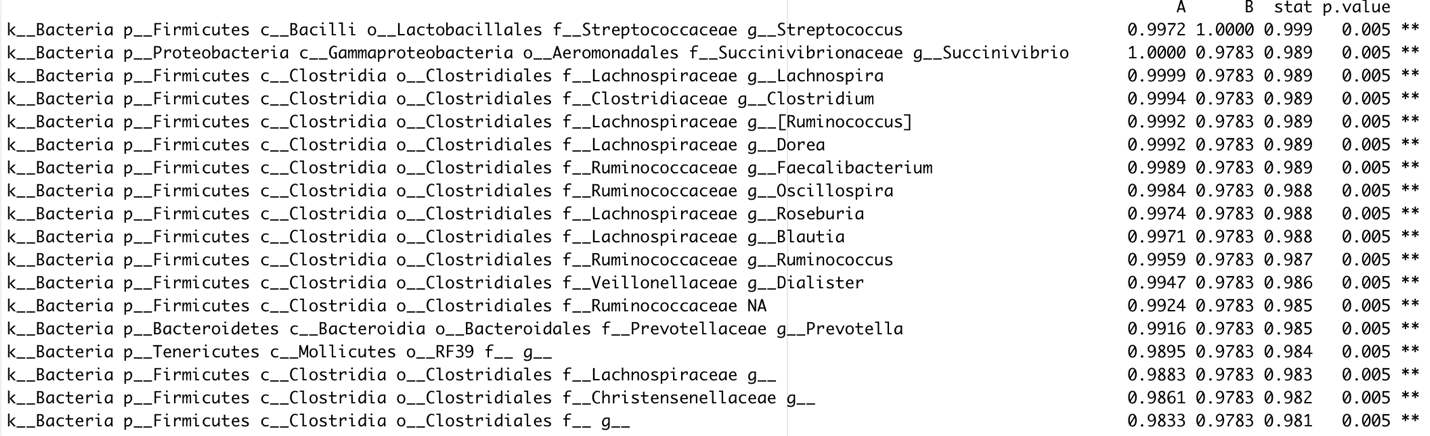 A B stat p.value
k__Bacteria p__Firmicutes c__Bacilli o__Lactobacillales f__Streptococcaceae g__Streptococcus 0.9972 1.0000 0.999 0.005 **
k__Bacteria p__Proteobacteria c__Gammaproteobacteria o__Aeromonadales f__Succinivibrionaceae g__Succinivibrio 1.0000 0.9783 0.989 0.005 **
k__Bacteria p__Firmicutes c__Clostridia o__Clostridiales f__Lachnospiraceae g__Lachnospira 0.9999 0.9783 0.989 0.005 **
k__Bacteria p__Firmicutes c__Clostridia o__Clostridiales f__Clostridiaceae g__Clostridium 0.9994 0.9783 0.989 0.005 **
k__Bacteria p__Firmicutes c__Clostridia o__Clostridiales f__Lachnospiraceae g__[Ruminococcus] 0.9992 0.9783 0.989 0.005 **
k__Bacteria p__Firmicutes c__Clostridia o__Clostridiales f__Lachnospiraceae g__Dorea 0.9992 0.9783 0.989 0.005 **
k__Bacteria p__Firmicutes c__Clostridia o__Clostridiales f__Ruminococcaceae g__Faecalibacterium 0.9989 0.9783 0.989 0.005 **
k__Bacteria p__Firmicutes c__Clostridia o__Clostridiales f__Ruminococcaceae g__Oscillospira 0.9984 0.9783 0.988 0.005 **
k__Bacteria p__Firmicutes c__Clostridia o__Clostridiales f__Lachnospiraceae g__Roseburia 0.9974 0.9783 0.988 0.005 **
k__Bacteria p__Firmicutes c__Clostridia o__Clostridiales f__Lachnospiraceae g__Blautia 0.9971 0.9783 0.988 0.005 **
k__Bacteria p__Firmicutes c__Clostridia o__Clostridiales f__Ruminococcaceae g__Ruminococcus 0.9959 0.9783 0.987 0.005 **
k__Bacteria p__Firmicutes c__Clostridia o__Clostridiales f__Veillonellaceae g__Dialister 0.9947 0.9783 0.986 0.005 **
k__Bacteria p__Firmicutes c__Clostridia o__Clostridiales f__Ruminococcaceae NA 0.9924 0.9783 0.985 0.005 **
k__Bacteria p__Bacteroidetes c__Bacteroidia o__Bacteroidales f__Prevotellaceae g__Prevotella 0.9916 0.9783 0.985 0.005 **
k__Bacteria p__Tenericutes c__Mollicutes o__RF39 f__ g__ 0.9895 0.9783 0.984 0.005 **
k__Bacteria p__Firmicutes c__Clostridia o__Clostridiales f__Lachnospiraceae g__ 0.9883 0.9783 0.983 0.005 **
k__Bacteria p__Firmicutes c__Clostridia o__Clostridiales f__Christensenellaceae g__ 0.9861 0.9783 0.982 0.005 **
k__Bacteria p__Firmicutes c__Clostridia o__Clostridiales f__ g__ 0.9833 0.9783 0.981 0.005 **